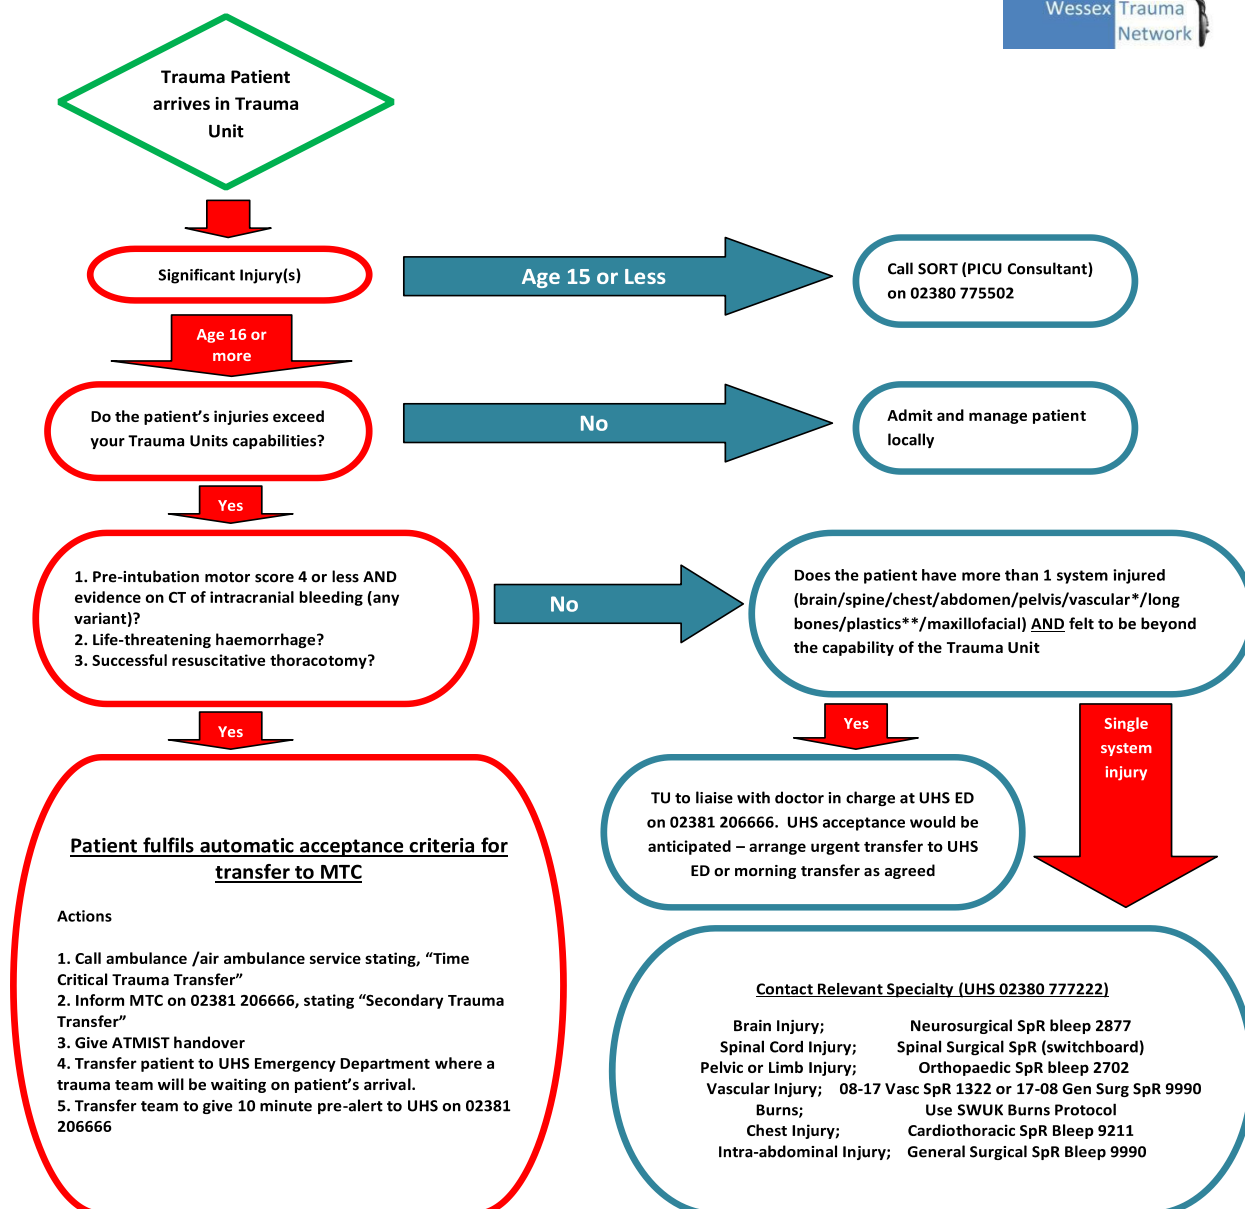 Wessex Trauma
Network
Trauma Patient
arrives in Trauma
Unit
Significant Injury(s)
Age 15 or Less
Call SORT (PICU Consultant)
on 02380 775502
Age 16 or
more
Do the patient’s injuries exceed
your Trauma Units capabilities?
No
Admit and manage patient
locally
Yes
1. Pre-intubation motor score 4 or less AND
evidence on CT of intracranial bleeding (any
variant)?
2. Life-threatening haemorrhage?
3. Successful resuscitative thoracotomy?
No
Does the patient have more than 1 system injured
(brain/spine/chest/abdomen/pelvis/vascular*/long
bones/plastics**/maxillofacial) AND felt to be beyond
the capability of the Trauma Unit
Yes
Yes
Single
system
injury
TU to liaise with doctor in charge at UHS ED
on 02381 206666.  UHS acceptance would be
anticipated – arrange urgent transfer to UHS
ED or morning transfer as agreed
Patient fulfils automatic acceptance criteria for
transfer to MTC
Actions
1. Call ambulance /air ambulance service stating, “Time
Critical Trauma Transfer”
2. Inform MTC on 02381 206666, stating “Secondary Trauma
Transfer”
3. Give ATMIST handover
4. Transfer patient to UHS Emergency Department where a
trauma team will be waiting on patient’s arrival.
5. Transfer team to give 10 minute pre-alert to UHS on 02381
206666
Contact Relevant Specialty (UHS 02380 777222)
Brain Injury; Neurosurgical SpR bleep 2877
Spinal Cord Injury; Spinal Surgical SpR (switchboard)
Pelvic or Limb Injury; Orthopaedic SpR bleep 2702
Vascular Injury; 08-17 Vasc SpR 1322 or 17-08 Gen Surg SpR 9990
Burns; Use SWUK Burns Protocol
Chest Injury; Cardiothoracic SpR Bleep 9211
Intra-abdominal Injury; General Surgical SpR Bleep 9990